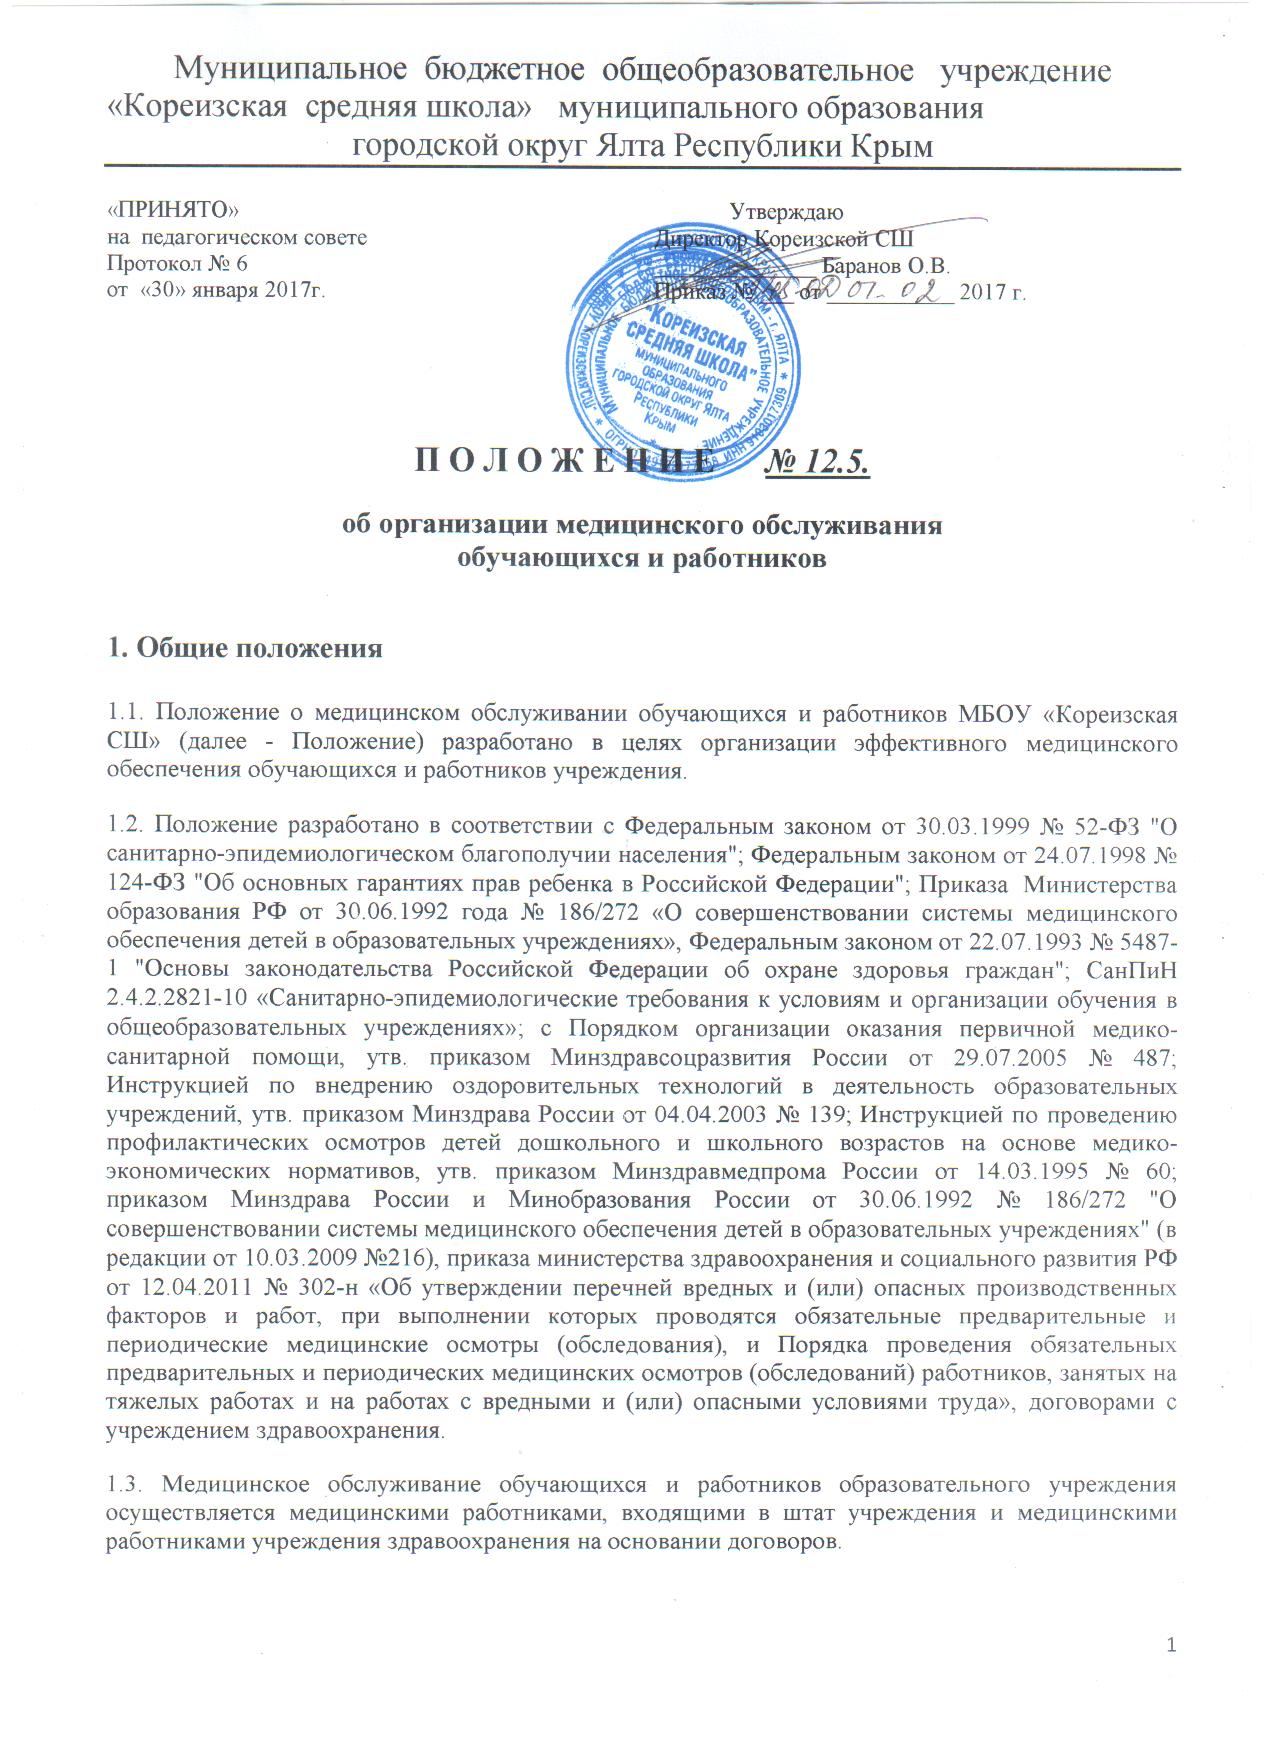 Муниципальное бюджетное общеобразовательное учреждение
«Кореизская средняя школа» муниципального образования
городской округ Ялта Республики Крым
«ПРИНЯТО»
на педагогическом совете
Протокол № 6
от «30» января 2017г.
Утверждаю
Директор Кореизской СШ
Баранов О.В.
Приказ № от 01-02 2017 г.
"КОРЕИЗСКАЯ
СРЕДНЯЯ ШКОЛА"
МУНИЦИПАЛЬНОГО
ОБРАЗОВАНИЯ
ГОРОДСКОЙ ОКРУГ ЯЛТА
РЕСПУБЛИКИ
КРЫМ
П О Л О Ж Е Н И Е № 12.5.
об организации медицинского обслуживания
обучающихся и работников
1. Общие положения
1.1. Положение о медицинском обслуживании обучающихся и работников МБОУ «Кореизская
СШ» (далее - Положение) разработано в целях организации эффективного медицинского
обеспечения обучающихся и работников учреждения.
1.2. Положение разработано в соответствии с Федеральным законом от 30.03.1999 № 52-ФЗ "О
санитарно-эпидемиологическом благополучии населения"; Федеральным законом от 24.07.1998 №
124-ФЗ "Об основных гарантиях прав ребенка в Российской Федерации"; Приказа Министерства
образования РФ от 30.06.1992 года № 186/272 «О совершенствовании системы медицинского
обеспечения детей в образовательных учреждениях», Федеральным законом от 22.07.1993 № 5487-
1 "Основы законодательства Российской Федерации об охране здоровья граждан"; СанПиН
2.4.2.2821-10 «Санитарно-эпидемиологические требования к условиям и организации обучения в
общеобразовательных учреждениях»; с Порядком организации оказания первичной медико-
санитарной помощи, утв. приказом Минздравсоцразвития России от 29.07.2005 № 487;
Инструкцией по внедрению оздоровительных технологий в деятельность образовательных
учреждений, утв. приказом Минздрава России от 04.04.2003 № 139; Инструкцией по проведению
профилактических осмотров детей дошкольного и школьного возрастов на основе медико-
экономических нормативов, утв. приказом Минздравмедпрома России от 14.03.1995 № 60;
приказом Минздрава России и Минобразования России от 30.06.1992 № 186/272 "О
совершенствовании системы медицинского обеспечения детей в образовательных учреждениях" (в
редакции от 10.03.2009 №216), приказа министерства здравоохранения и социального развития РФ
от 12.04.2011 № 302-н «Об утверждении перечней вредных и (или) опасных производственных
факторов и работ, при выполнении которых проводятся обязательные предварительные и
периодические медицинские осмотры (обследования), и Порядка проведения обязательных
предварительных и периодических медицинских осмотров (обследований) работников, занятых на
тяжелых работах и на работах с вредными и (или) опасными условиями труда», договорами с
учреждением здравоохранения.
1.3. Медицинское обслуживание обучающихся и работников образовательного учреждения
осуществляется медицинскими работниками, входящими в штат учреждения и медицинскими
работниками учреждения здравоохранения на основании договоров.
1